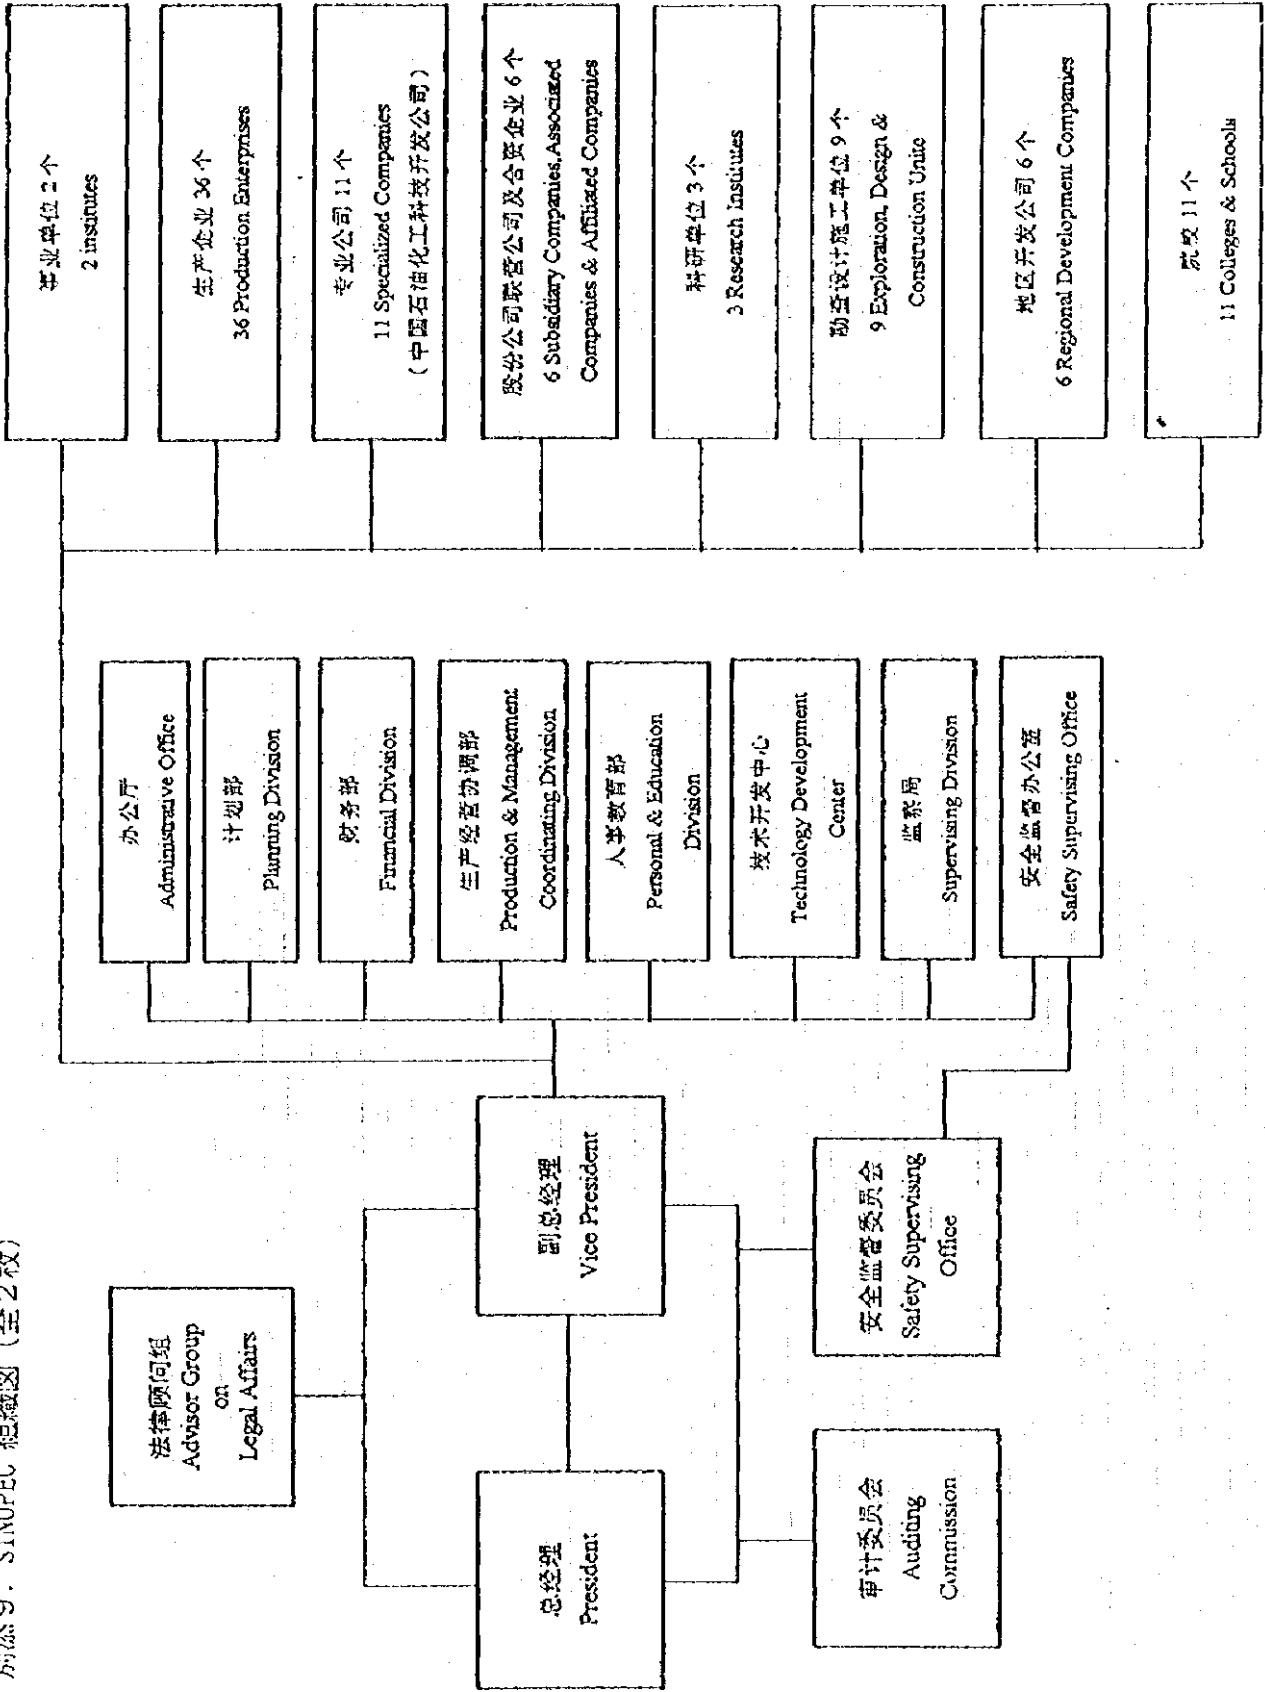 別添9. SINOPEC 組織図 (全2枚)
法律顾问组
Advisor Group
on
Legal Affairs
总经理
President
副总经理
Vice President
审计委员会
Auditing
Commission
安全监督委员会
Safety Supervising
Office
办公厅
Administrative Office
计划部
Planning Division
财务部
Financial Division
生产经营协调部
Production & Management
Coordinating Division
人事教育部
Personal & Education
Division
技术开发中心
Technology Development
Center
监察局
Supervising Division
安全监督办公室
Safety Supervising Office
事业单位 2 个
2 institutes
生产企业 36 个
36 Production Enterprises
专业公司 11 个
11 Specialized Companies
(中国石油化工科技开发公司)
股份公司联营公司及合资企业 6 个
6 Subsidiary Companies,Associated
Companies & Affiliated Companies
科研单位 3 个
3 Research Institutes
勘查设计施工单位 9 个
9 Exploration, Design &
Construction Unite
地区开发公司 6 个
6 Regional Development Companies
院校 11 个
11 Colleges & Schools